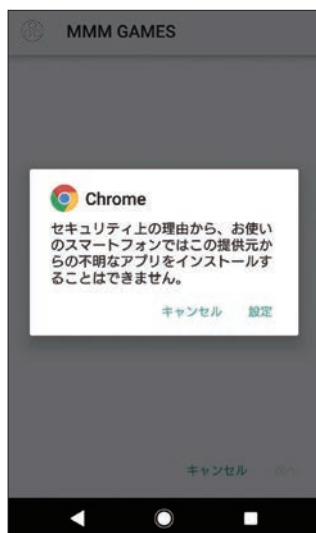 MMM GAMES
Chrome
セキュリティ上の理由から、お使い
のスマートフォンではこの提供元か
らの不明なアプリをインストールす
ることはできません。
キャンセル 設定
キャンセル 次へ